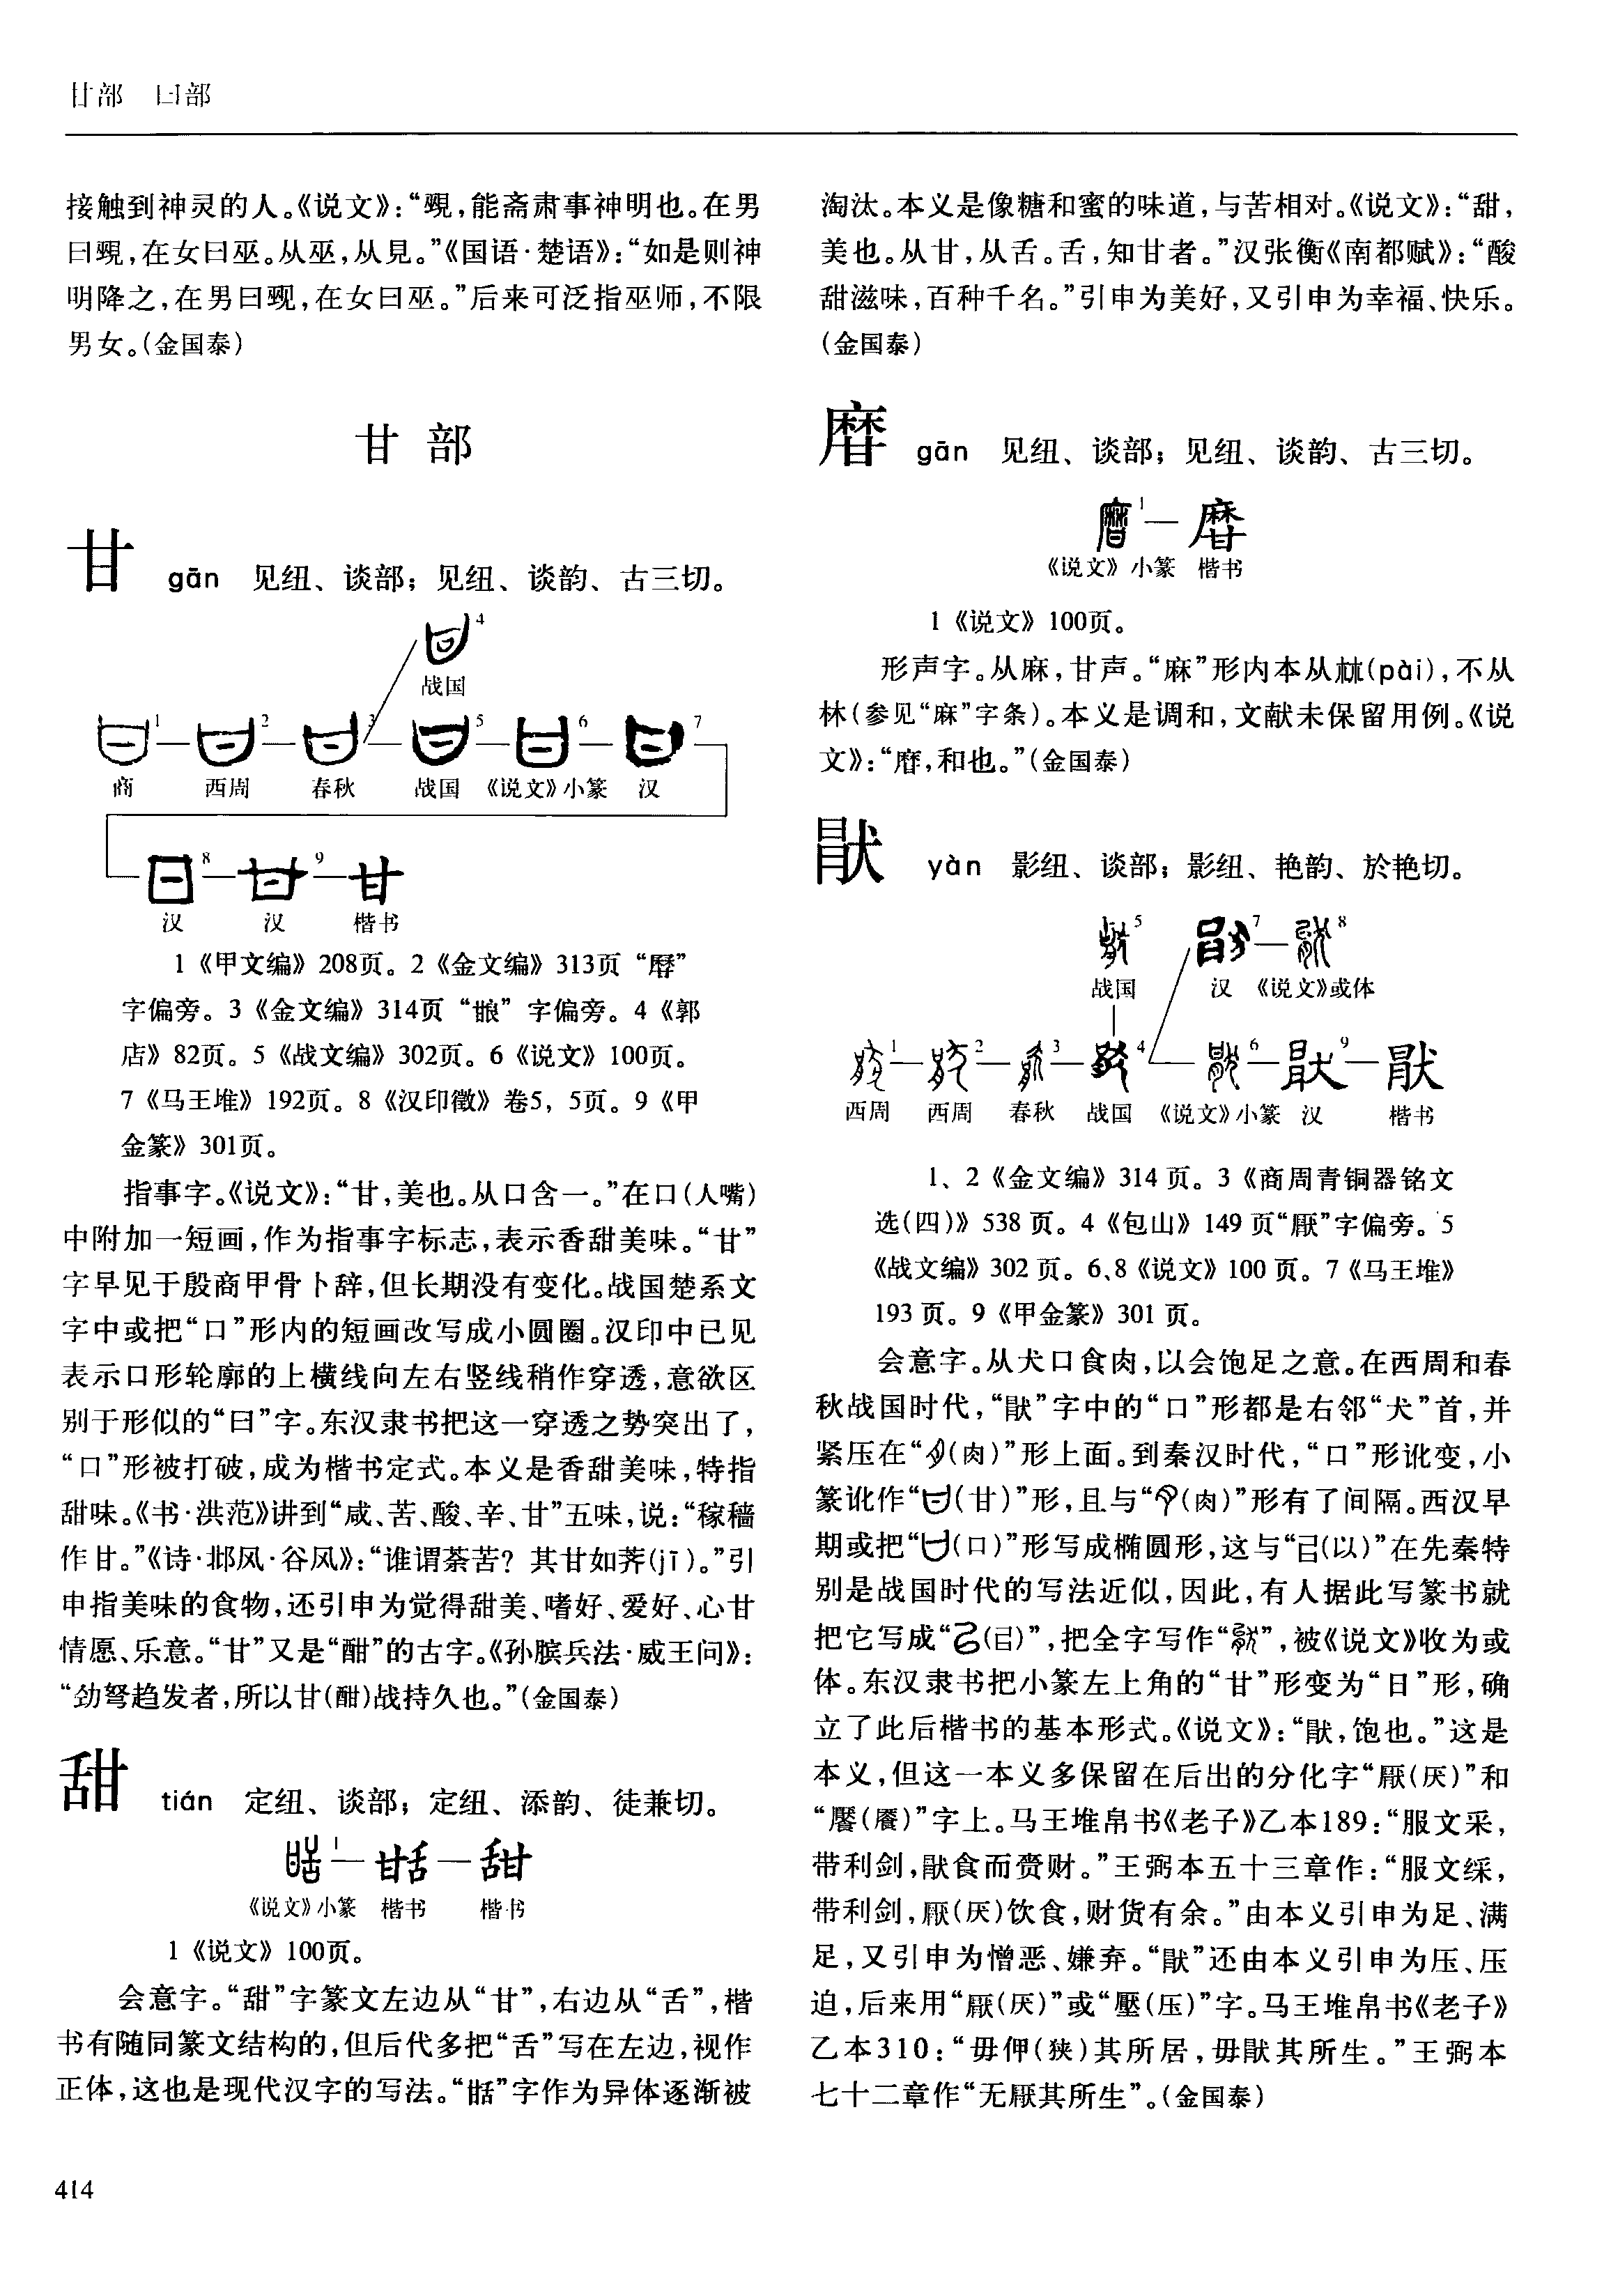 甘部　曰部
接触到神灵的人。《说文》：“覡，能斋肃事神明也。在男
曰覡，在女曰巫。从巫，从見。”《国语·楚语》：“如是则神
明降之，在男曰觋，在女曰巫。”后来可泛指巫师，不限
男女。（金国泰）
甘 部
甘 gān 见纽、谈部；见纽、谈韵、古三切。
4
战国
1 2 3 5 6 7
商 西周 春秋 战国 《说文》小篆 汉
8 9 甘
汉 汉 楷书
1《甲文编》208页。2《金文编》313页“厤”
字偏旁。3《金文编》314页“㽒”字偏旁。4《郭
店》82页。5《战文编》302页。6《说文》100页。
7《马王堆》192页。8《汉印徵》卷5，5页。9《甲
金篆》301页。
指事字。《说文》：“甘，美也。从口含一。”在口（人嘴）
中附加一短画，作为指事字标志，表示香甜美味。“甘”
字早见于殷商甲骨卜辞，但长期没有变化。战国楚系文
字中或把“口”形内的短画改写成小圆圈。汉印中已见
表示口形轮廓的上横线向左右竖线稍作穿透，意欲区
别于形似的“曰”字。东汉隶书把这一穿透之势突出了，
“口”形被打破，成为楷书定式。本义是香甜美味，特指
甜味。《书·洪范》讲到“咸、苦、酸、辛、甘”五味，说：“稼穑
作甘。”《诗·邶风·谷风》：“谁谓荼苦？其甘如荠(jī)。”引
申指美味的食物，还引申为觉得甜美、嗜好、爱好、心甘
情愿、乐意。“甘”又是“酣”的古字。《孙膑兵法·威王问》：
“劲弩趋发者，所以甘（酣）战持久也。”（金国泰）
甜 tián 定纽、谈部；定纽、添韵、徒兼切。
1 甛 甜
《说文》小篆 楷书 楷书
1《说文》100页。
会意字。“甜”字篆文左边从“甘”，右边从“舌”，楷
书有随同篆文结构的，但后代多把“舌”写在左边，视作
正体，这也是现代汉字的写法。“甛”字作为异体逐渐被
淘汰。本义是像糖和蜜的味道，与苦相对。《说文》：“甜，
美也。从甘，从舌。舌，知甘者。”汉张衡《南都赋》：“酸
甜滋味，百种千名。”引申为美好，又引申为幸福、快乐。
（金国泰）
𪎮 gān 见纽、谈部；见纽、谈韵、古三切。
1 𪎮
《说文》小篆 楷书
1《说文》100页。
形声字。从麻，甘声。“麻”形内本从𣏟(pài)，不从
林（参见“麻”字条）。本义是调和，文献未保留用例。《说
文》：“𪎮，和也。”（金国泰）
猒 yàn 影纽、谈部；影纽、艳韵、於艳切。
5 7 8
战国 汉 《说文》或体
1 2 3 4 6 9 猒
西周 西周 春秋 战国 《说文》小篆 汉 楷书
1、2《金文编》314页。3《商周青铜器铭文
选(四)》538页。4《包山》149页“厭”字偏旁。5
《战文编》302页。6、8《说文》100页。7《马王堆》
193页。9《甲金篆》301页。
会意字。从犬口食肉，以会饱足之意。在西周和春
秋战国时代，“猒”字中的“口”形都是右邻“犬”首，并
紧压在“（肉）”形上面。到秦汉时代，“口”形讹变，小
篆讹作“（甘）”形，且与“（肉）”形有了间隔。西汉早
期或把“（口）”形写成椭圆形，这与“（以）”在先秦特
别是战国时代的写法近似，因此，有人据此写篆书就
把它写成“（㠯）”，把全字写作“”，被《说文》收为或
体。东汉隶书把小篆左上角的“甘”形变为“日”形，确
立了此后楷书的基本形式。《说文》：“猒，饱也。”这是
本义，但这一本义多保留在后出的分化字“厭（厌）”和
“饜（餍）”字上。马王堆帛书《老子》乙本189：“服文采，
带利剑，猒食而赍财。”王弼本五十三章作：“服文綵，
带利剑，厭（厌）饮食，财货有余。”由本义引申为足、满
足，又引申为憎恶、嫌弃。“猒”还由本义引申为压、压
迫，后来用“厭（厌）”或“壓（压）”字。马王堆帛书《老子》
乙本310：“毋伸（狭）其所居，毋猒其所生。”王弼本
七十二章作“无厭其所生”。（金国泰）
414